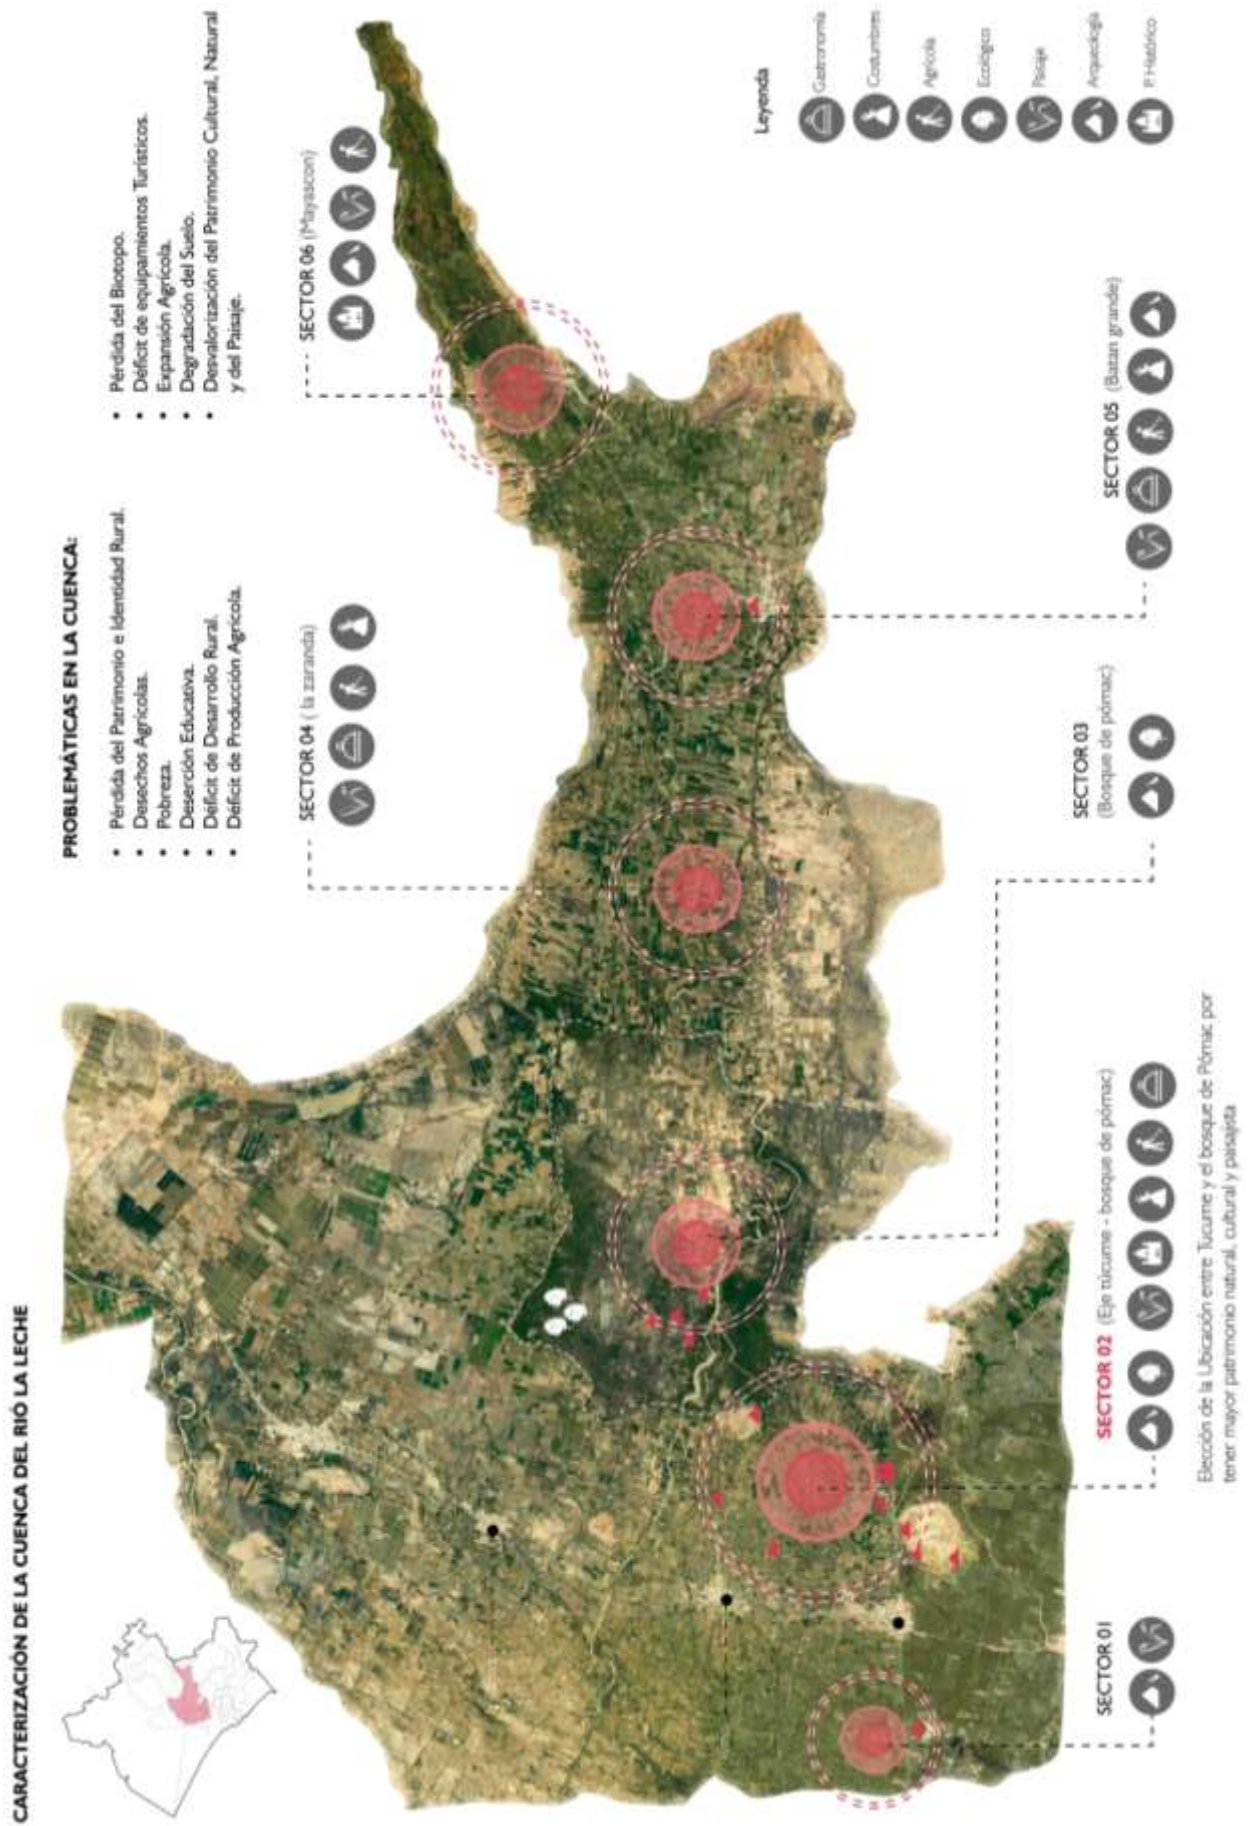 CARACTERIZACIÓN DE LA CUENCA DEL RIÓ LA LECHE
PROBLEMÁTICAS EN LA CUENCA:
• Pérdida del Patrimonio e Identidad Rural.
• Desechos Agrícolas.
• Pobreza.
• Deserción Educativa.
• Déficit de Desarrollo Rural.
• Déficit de Producción Agrícola.
• Pérdida del Biotopo.
• Déficit de equipamientos Turísticos.
• Expansión Agrícola.
• Degradación del Suelo.
• Desvalorización del Patrimonio Cultural, Natural
y del Paisaje.
SECTOR 04 ( la zaranda)
SECTOR 06 (Mayascon)
Leyenda
Gastronomía
Costumbres
Agrícola
Ecológico
Paisaje
Arqueología
P. Histórico
SECTOR 01
SECTOR 02 (Eje túcume - bosque de pómac)
SECTOR 03
(Bosque de pómac)
SECTOR 05 (Batan grande)
Elección de la Ubicación entre Tucume y el bosque de Pómac por
tener mayor patrimonio natural, cultural y paisajista